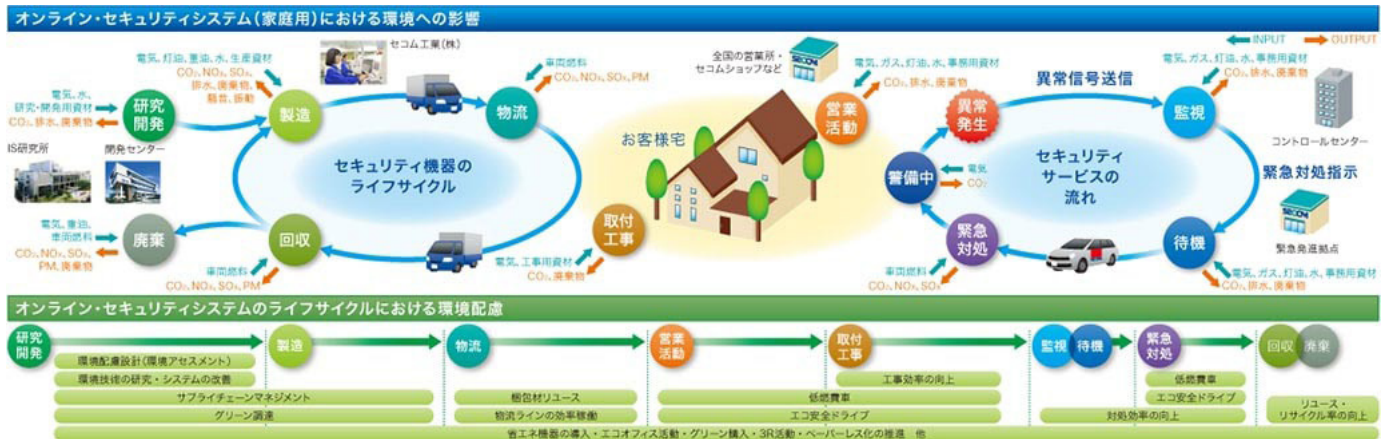 オンライン・セキュリティシステム(家庭用)における環境への影響
INPUT
OUTPUT
電気、灯油、重油、水、生産資材
CO₂、NOx、SOx、
排水、廃棄物、
騒音、振動
セコム工業(株)
車両燃料
CO₂、NOx、SOx、PM
全国の営業所・
セコムショップなど
SECOM
電気、ガス、灯油、水、事務用資材
CO₂、排水、廃棄物
異常信号送信
電気、ガス、灯油、水、事務用資材
CO₂、排水、廃棄物
電気、水、
研究・開発用資材
CO₂、排水、廃棄物
研究
開発
製造
物流
営業
活動
異常
発生
監視
コントロールセンター
IS研究所
開発センター
セキュリティ機器の
ライフサイクル
お客様宅
警備中
電気
CO₂
セキュリティ
サービスの
流れ
緊急対処指示
SECOM
緊急発進拠点
電気、重油、
車両燃料
CO₂、NOx、SOx、
PM、廃棄物
廃棄
回収
車両燃料
CO₂、NOx、SOx、PM
取付
工事
電気、工事用資材
CO₂、廃棄物
緊急
対処
車両燃料
CO₂、NOx、SOx
待機
電気、ガス、灯油、水、事務用資材
CO₂、排水、廃棄物
オンライン・セキュリティシステムのライフサイクルにおける環境配慮
研究
開発
製造
物流
営業
活動
取付
工事
監視
待機
緊急
対処
回収
廃棄
環境配慮設計(環境アセスメント)
環境技術の研究・システムの改善
工事効率の向上
低燃費車
サプライチェーンマネジメント
梱包材リユース
低燃費車
エコ安全ドライブ
グリーン調達
物流ラインの効率稼働
エコ安全ドライブ
対処効率の向上
リユース・
リサイクル率の向上
省エネ機器の導入・エコオフィス活動・グリーン購入・3R活動・ペーパーレス化の推進 他